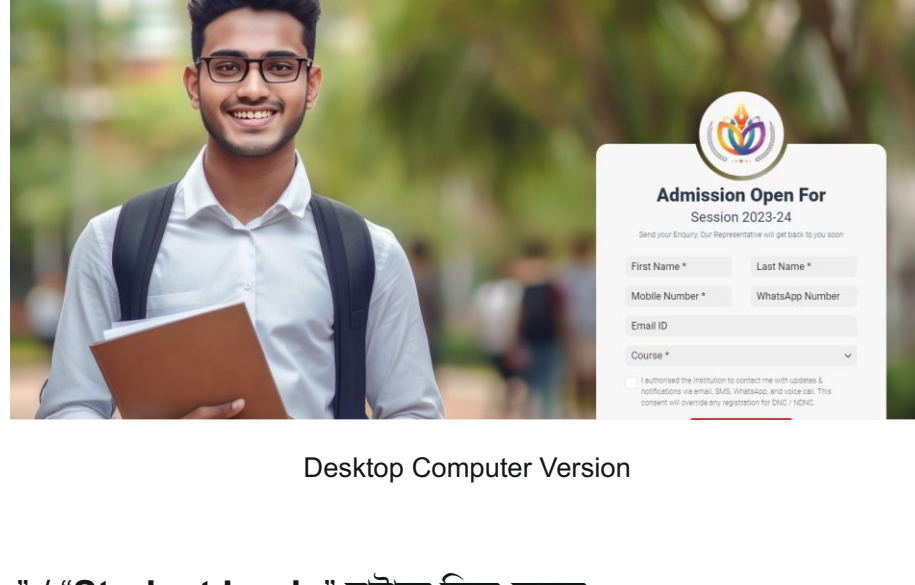 Admission Open For
Session 2023-24
Send your Enquiry, Our Representative will get back to you soon
First Name *
Last Name *
Mobile Number *
WhatsApp Number
Email ID
Course *
I authorised the Institution to contact me with updates &
notifications via email, SMS, WhatsApp, and voice call. This
consent will override any registration for DNC / NDNC.
Desktop Computer Version